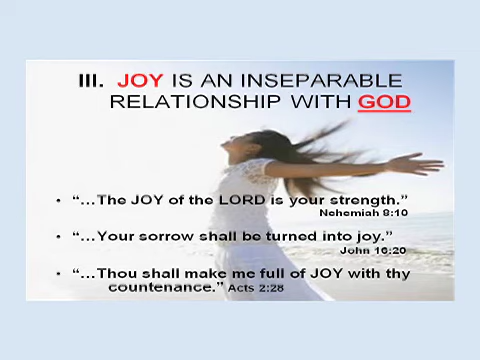 III. JOY IS AN INSEPARABLE
RELATIONSHIP WITH GOD
• “…The JOY of the LORD is your strength.”
Nehemiah 8:10
• “…Your sorrow shall be turned into joy.”
John 16:20
• “…Thou shall make me full of JOY with thy
countenance.” Acts 2:28